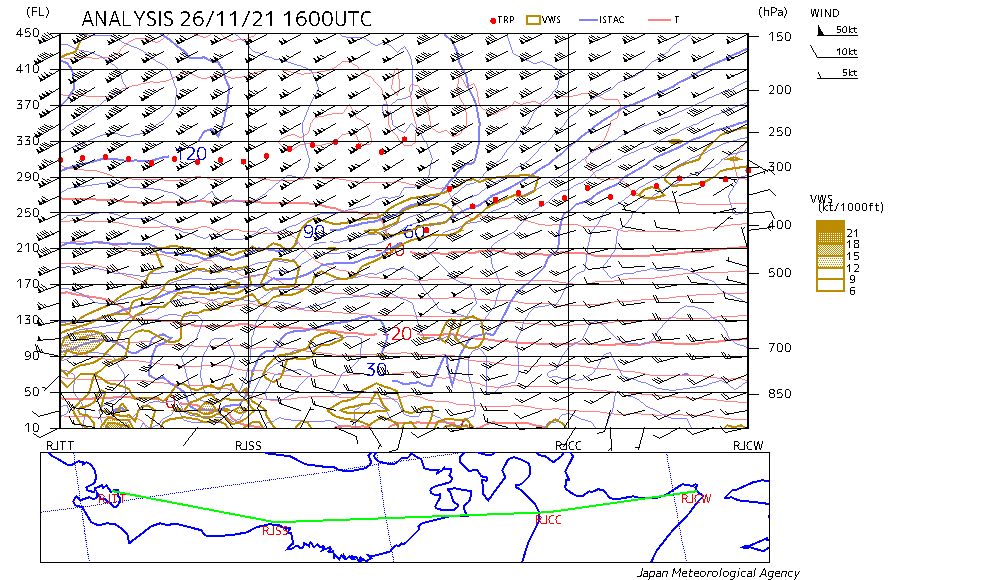 (FL) ANALYSIS 26/11/21 1600UTC TRP VWS ISTAC T (hPa) WIND
450 150 50kt
410 10kt
5kt
370 200
330 250
120
290 300
VWS
(kt/1000ft)
250
90 60 400
21
210 40
18
15
500
12
170
9
6
130
20
90 700
30
50 850
0
10
RJTT RJSS RJCC RJCW
RJTT RJCW
RJSS RJCC
Japan Meteorological Agency